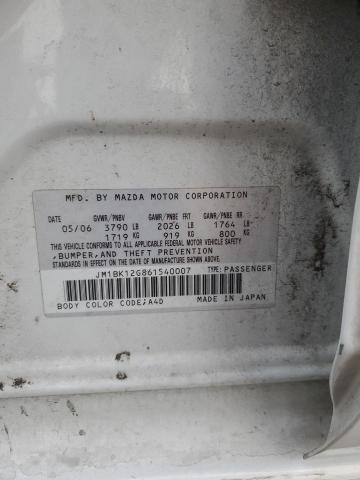 MFD. BY MAZDA MOTOR CORPORATION
DATE GVWR/PNBV GAWR/PNBE FRT GAWR/PNBE RR
05/06 3790 LB 2026 LB 1764 LB
1719 KG 919 KG 800 KG
THIS VEHICLE CONFORMS TO ALL APPLICABLE FEDERAL MOTOR VEHICLE SAFETY,
BUMPER,AND THEFT PREVENTION
STANDARDS IN EFFECT ON THE DATE OF MANUFACTURE SHOWN ABOVE.
JM1BK12G861540007 TYPE: PASSENGER
BODY COLOR CODE;A4D MADE IN JAPAN